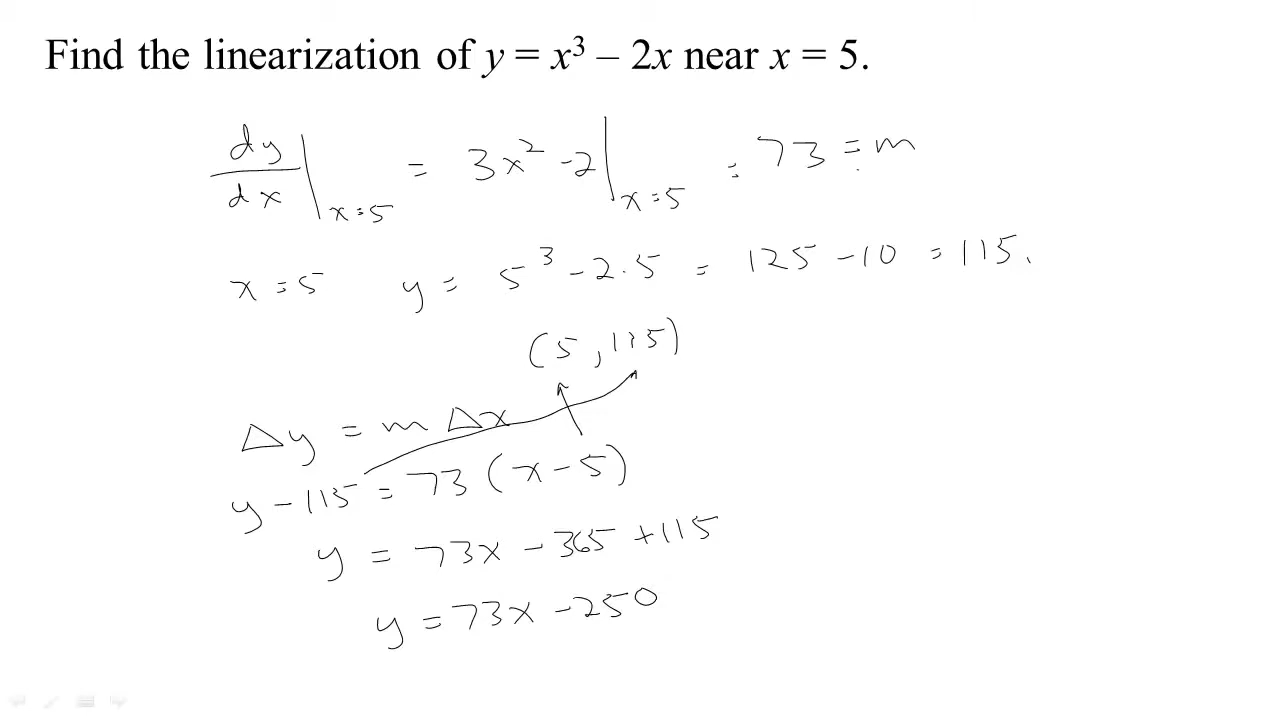 Find the linearization of y = x³ – 2x near x = 5.
dy/dx |x=5 = 3x² - 2 |x=5 = 73 = m
x = 5 y = 5³ - 2·5 = 125 - 10 = 115.
(5, 115)
Δy = m Δx
y - 115 = 73 (x - 5)
y = 73x - 365 + 115
y = 73x - 250